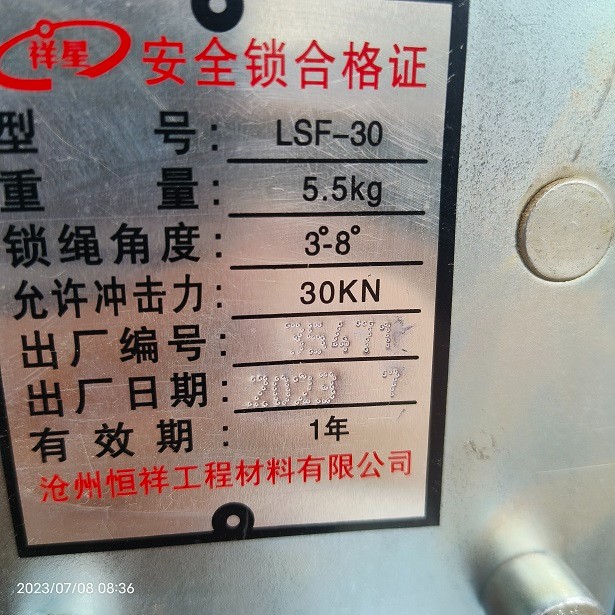 祥星 安全锁合格证
型 号: LSF-30
重 量: 5.5kg
锁绳角度: 3°-8°
允许冲击力: 30KN
出厂编号:
出厂日期: 2023 7
有效期: 1年
沧州恒祥工程材料有限公司
2023/07/08 08:36